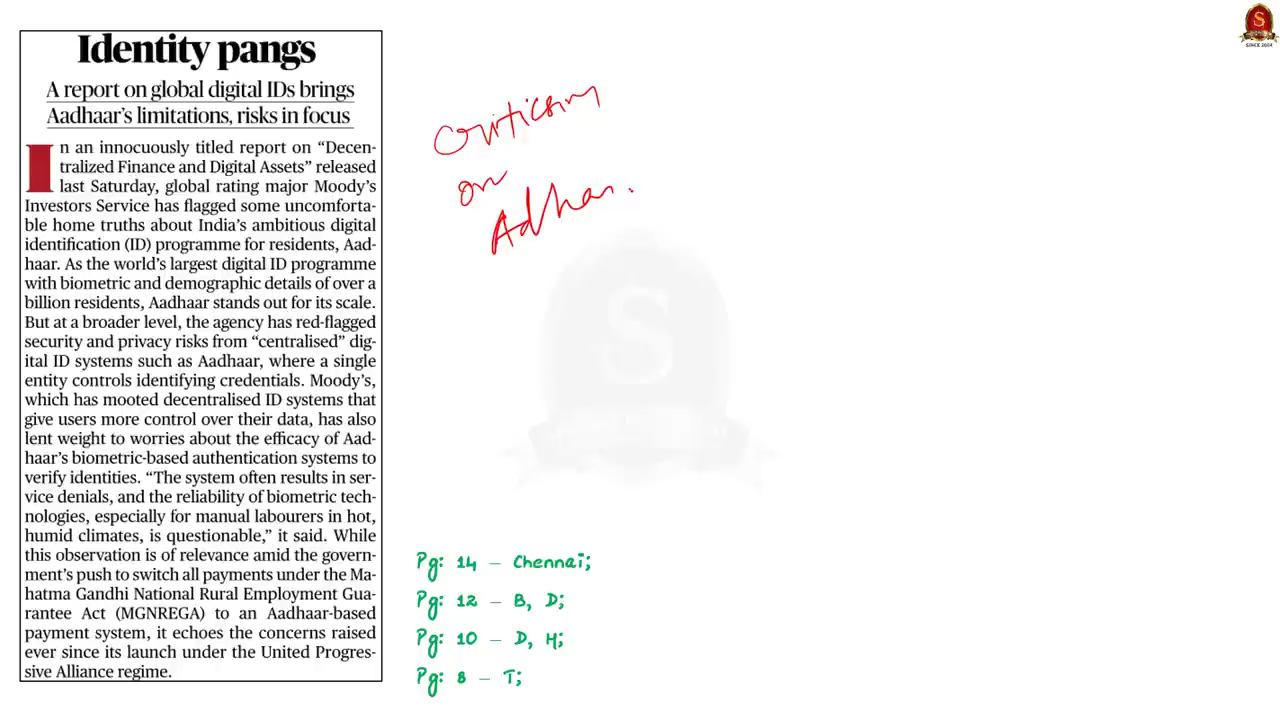 Identity pangs
A report on global digital IDs brings
Aadhaar's limitations, risks in focus
In an innocuously titled report on “Decen-
tralized Finance and Digital Assets” released
last Saturday, global rating major Moody's
Investors Service has flagged some uncomforta-
ble home truths about India's ambitious digital
identification (ID) programme for residents, Aad-
haar. As the world's largest digital ID programme
with biometric and demographic details of over a
billion residents, Aadhaar stands out for its scale.
But at a broader level, the agency has red-flagged
security and privacy risks from “centralised” dig-
ital ID systems such as Aadhaar, where a single
entity controls identifying credentials. Moody's,
which has mooted decentralised ID systems that
give users more control over their data, has also
lent weight to worries about the efficacy of Aad-
haar's biometric-based authentication systems to
verify identities. “The system often results in ser-
vice denials, and the reliability of biometric tech-
nologies, especially for manual labourers in hot,
humid climates, is questionable,” it said. While
this observation is of relevance amid the govern-
ment's push to switch all payments under the Ma-
hatma Gandhi National Rural Employment Gua-
rantee Act (MGNREGA) to an Aadhaar-based
payment system, it echoes the concerns raised
ever since its launch under the United Progres-
sive Alliance regime.
Criticism
on
Adhar.
Pg: 14 – Chennai;
Pg: 12 – B, D;
Pg: 10 – D, H;
Pg: 8 – T;
S
SINCE 2004
S